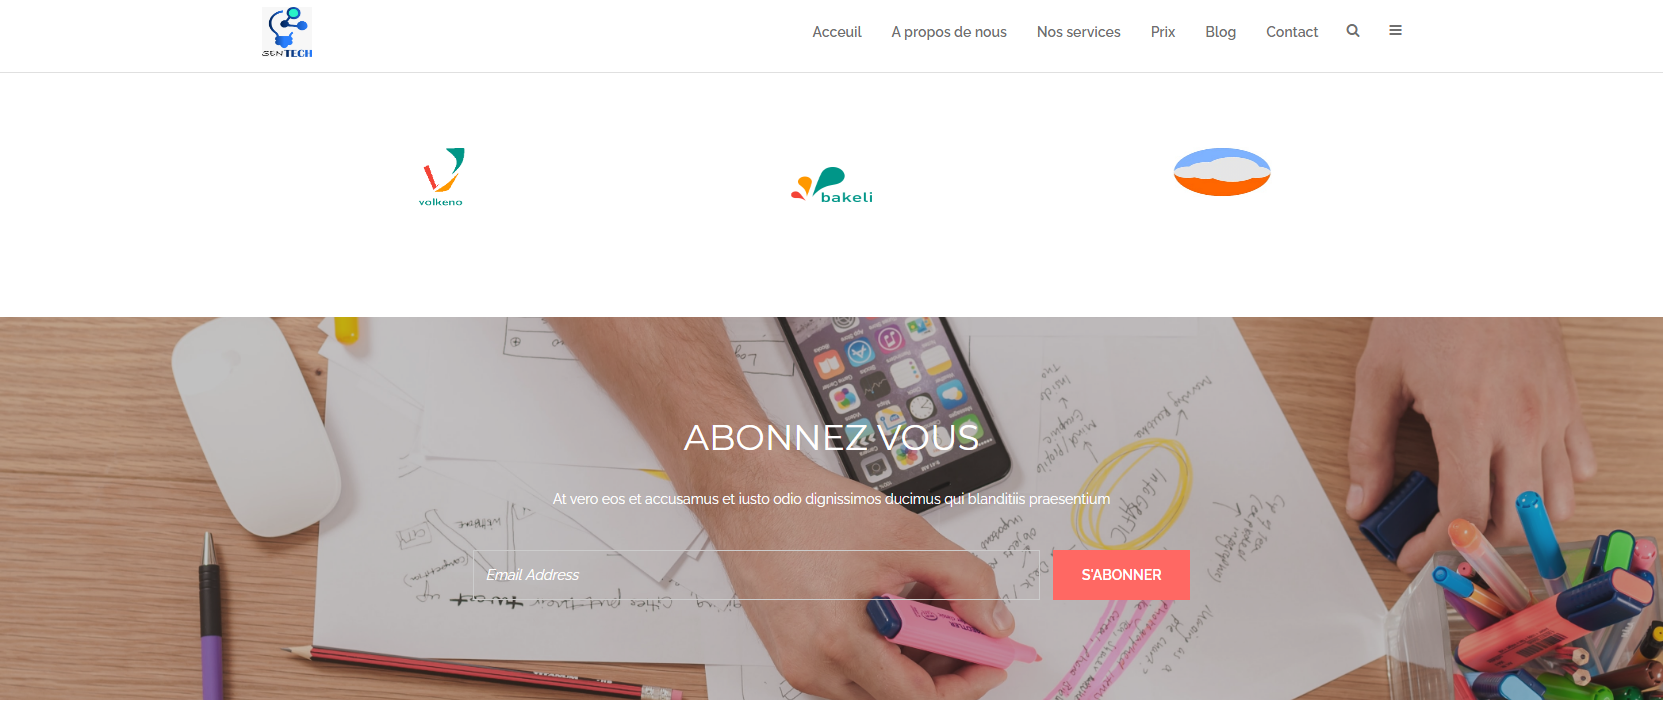 SENTECH
Acceuil A propos de nous Nos services Prix Blog Contact
volkeno
bakeli
ABONNEZ VOUS
At vero eos et accusamus et iusto odio dignissimos ducimus qui blanditiis praesentium
Email Address
S'ABONNER